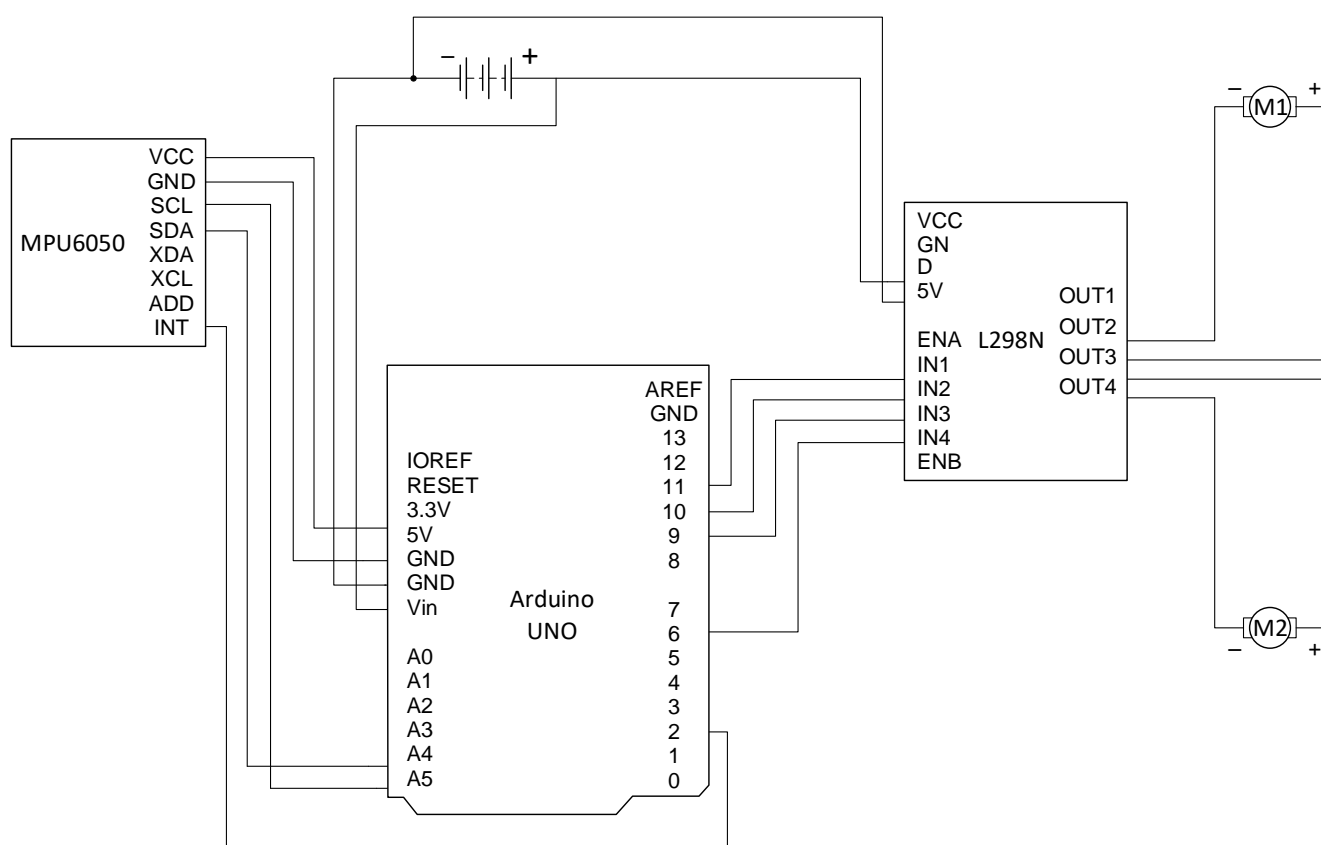 − +
− M1 +
MPU6050
VCC
GND
SCL
SDA
XDA
XCL
ADD
INT
L298N
VCC
GN
D
5V
ENA
IN1
IN2
IN3
IN4
ENB
OUT1
OUT2
OUT3
OUT4
Arduino
UNO
IOREF
RESET
3.3V
5V
GND
GND
Vin
A0
A1
A2
A3
A4
A5
AREF
GND
13
12
11
10
9
8
7
6
5
4
3
2
1
0
M2
− +